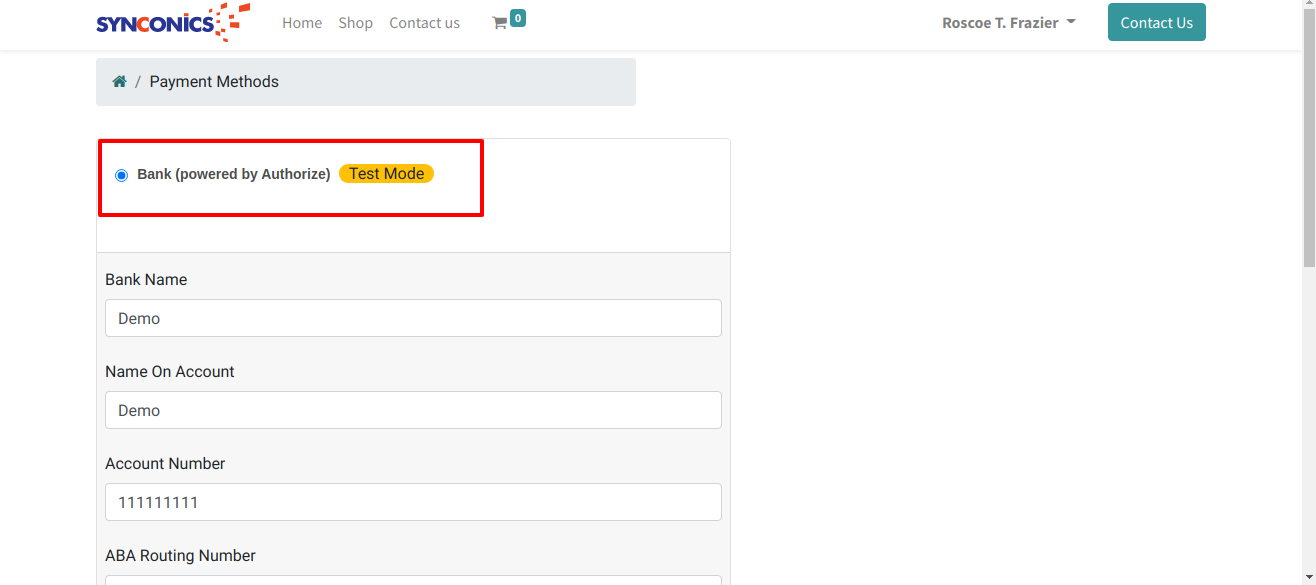 SYNCONICS Home Shop Contact us 0 Roscoe T. Frazier Contact Us
/ Payment Methods
Bank (powered by Authorize) Test Mode
Bank Name
Demo
Name On Account
Demo
Account Number
111111111
ABA Routing Number